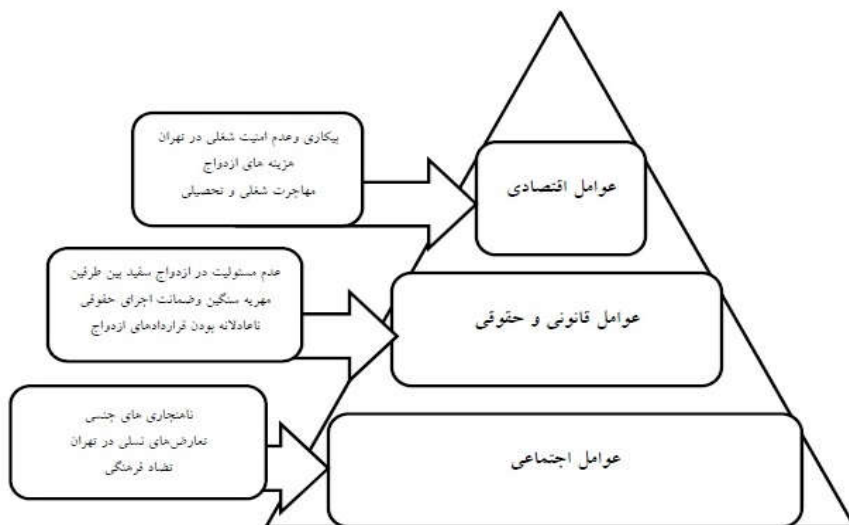 بیکاری وعدم امنیت شغلی در تهران
هزینه های ازدواج
مهاجرت شغلی و تحصیلی
عوامل اقتصادی
عدم مسئولیت در ازدواج سفید بین طرفین
مهریه سنگین وضمانت اجرای حقوقی
ناعادلانه بودن قراردادهای ازدواج
عوامل قانونی و حقوقی
ناهنجاری های جنسی
تعارض‌های نسلی در تهران
تضاد فرهنگی
عوامل اجتماعی